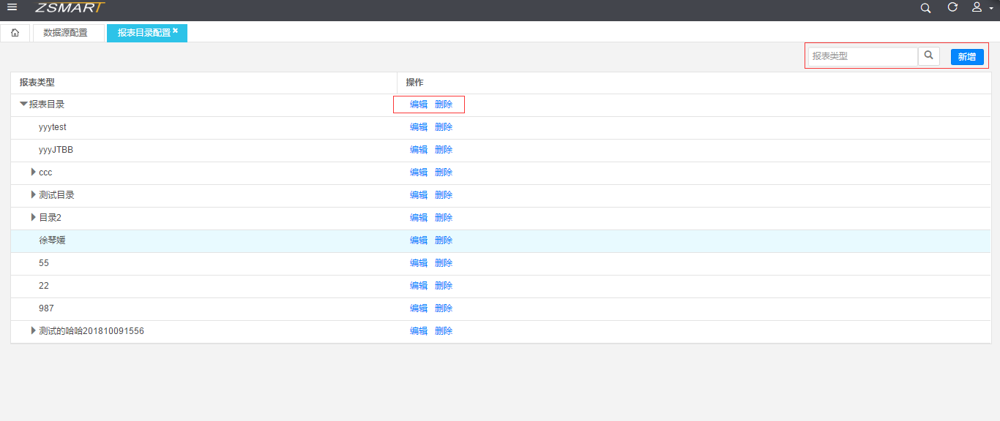 ZSMART
数据源配置 报表目录配置
报表类型 新增
报表类型 操作
报表目录 编辑 删除
yyytest 编辑 删除
yyyJTBB 编辑 删除
ccc 编辑 删除
测试目录 编辑 删除
目录2 编辑 删除
徐琴媛 编辑 删除
55 编辑 删除
22 编辑 删除
987 编辑 删除
测试的哈哈201810091556 编辑 删除